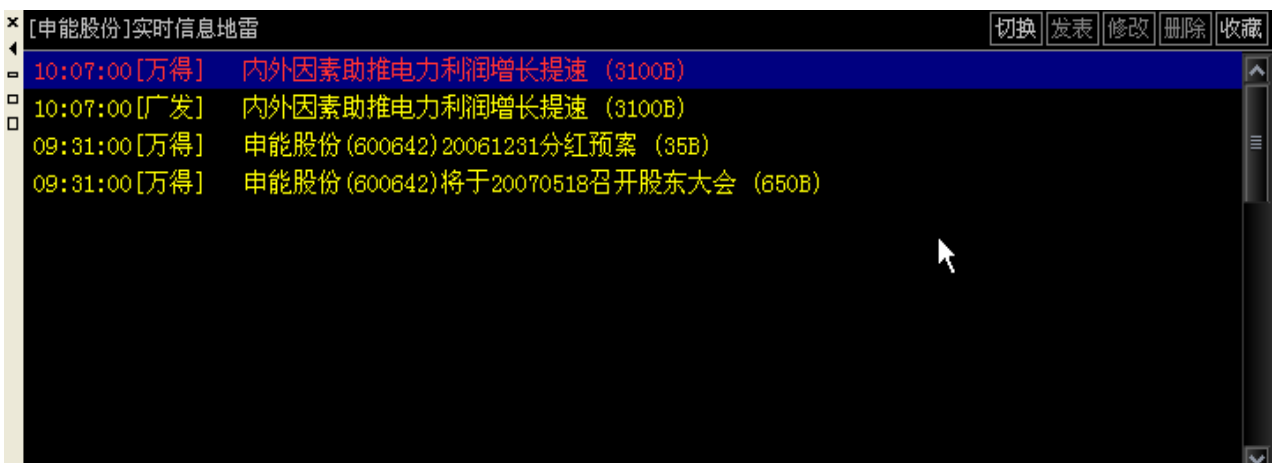 [申能股份]实时信息地雷 切换 发表 修改 删除 收藏
10:07:00[万得] 内外因素助推电力利润增长提速 (3100B)
10:07:00[广发] 内外因素助推电力利润增长提速 (3100B)
09:31:00[万得] 申能股份(600642)20061231分红预案 (35B)
09:31:00[万得] 申能股份(600642)将于20070518召开股东大会 (650B)